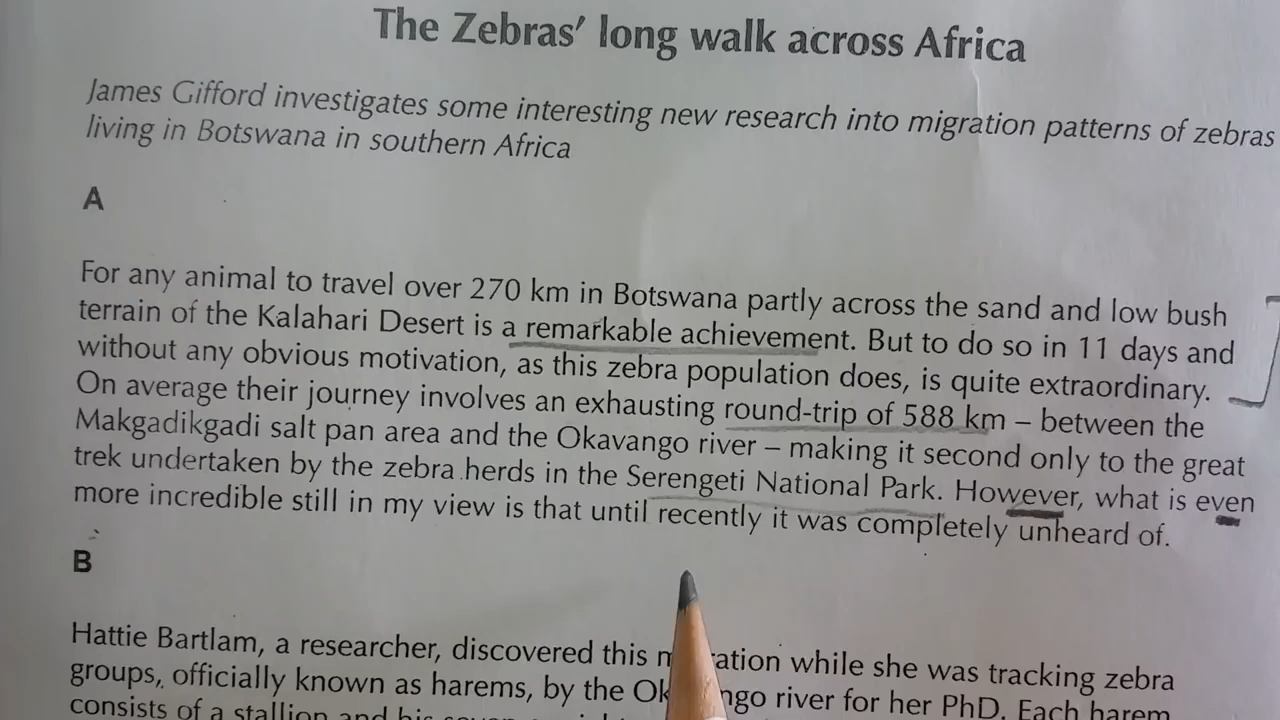 The Zebras' long walk across Africa
James Gifford investigates some interesting new research into migration patterns of zebras
living in Botswana in southern Africa
A
For any animal to travel over 270 km in Botswana partly across the sand and low bush
terrain of the Kalahari Desert is a remarkable achievement. But to do so in 11 days and
without any obvious motivation, as this zebra population does, is quite extraordinary.
On average their journey involves an exhausting round-trip of 588 km – between the
Makgadikgadi salt pan area and the Okavango river – making it second only to the great
trek undertaken by the zebra herds in the Serengeti National Park. However, what is even
more incredible still in my view is that until recently it was completely unheard of.
B
Hattie Bartlam, a researcher, discovered this while she was tracking zebra
groups, officially known as harems, by the river for her PhD. Each harem
consists of a stallion and his